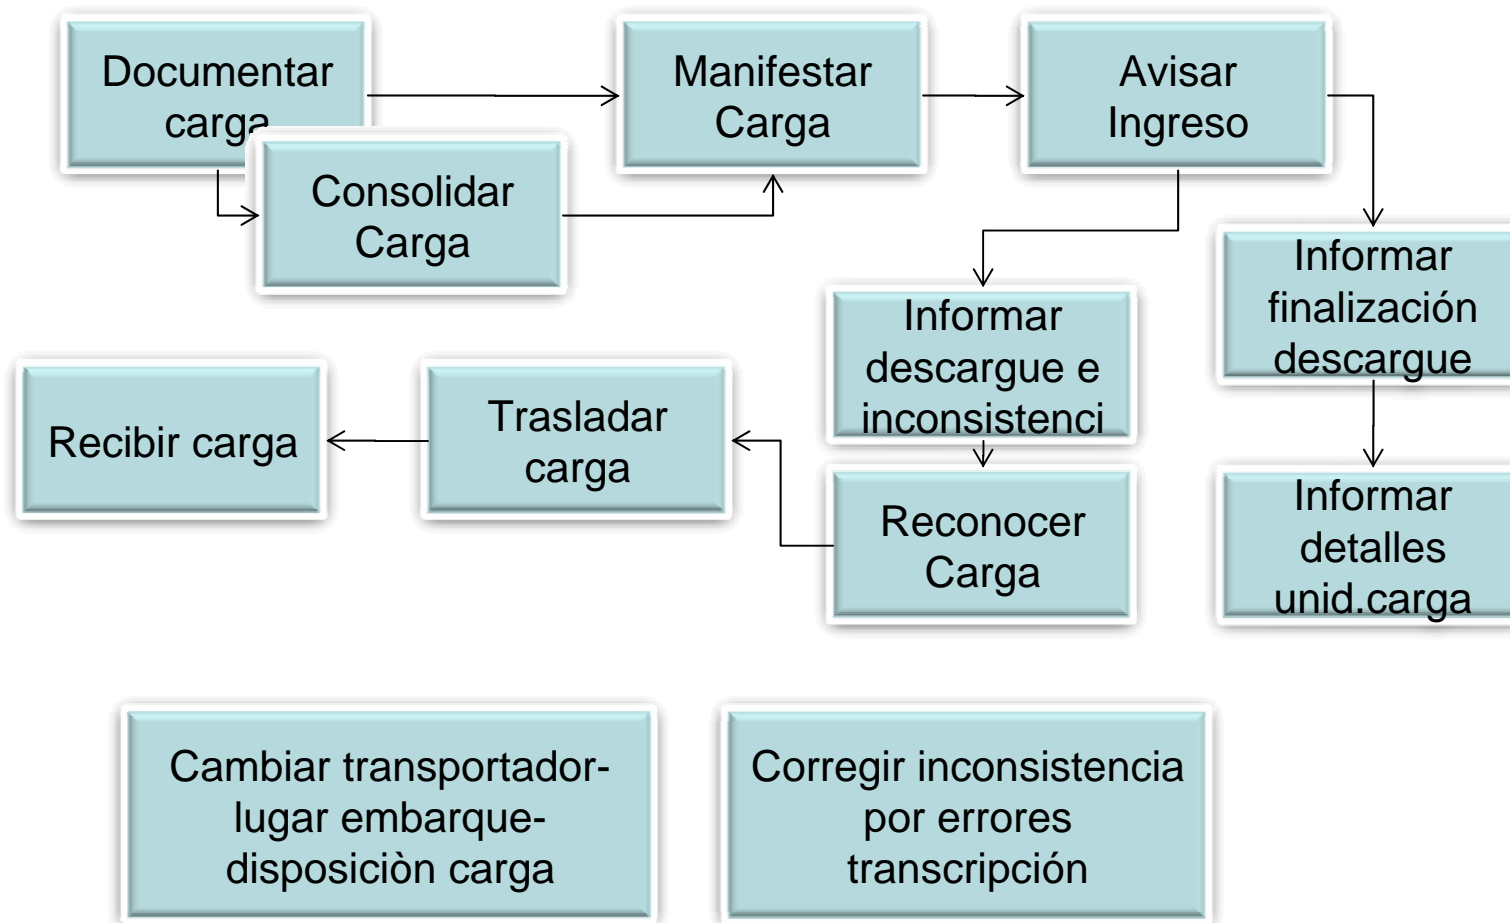 Documentar
carga
Manifestar
Carga
Avisar
Ingreso
Consolidar
Carga
Informar
finalización
descargue
Informar
descargue e
inconsistenci
Trasladar
carga
Recibir carga
Reconocer
Carga
Informar
detalles
unid.carga
Cambiar transportador-
lugar embarque-
disposiciòn carga
Corregir inconsistencia
por errores
transcripción